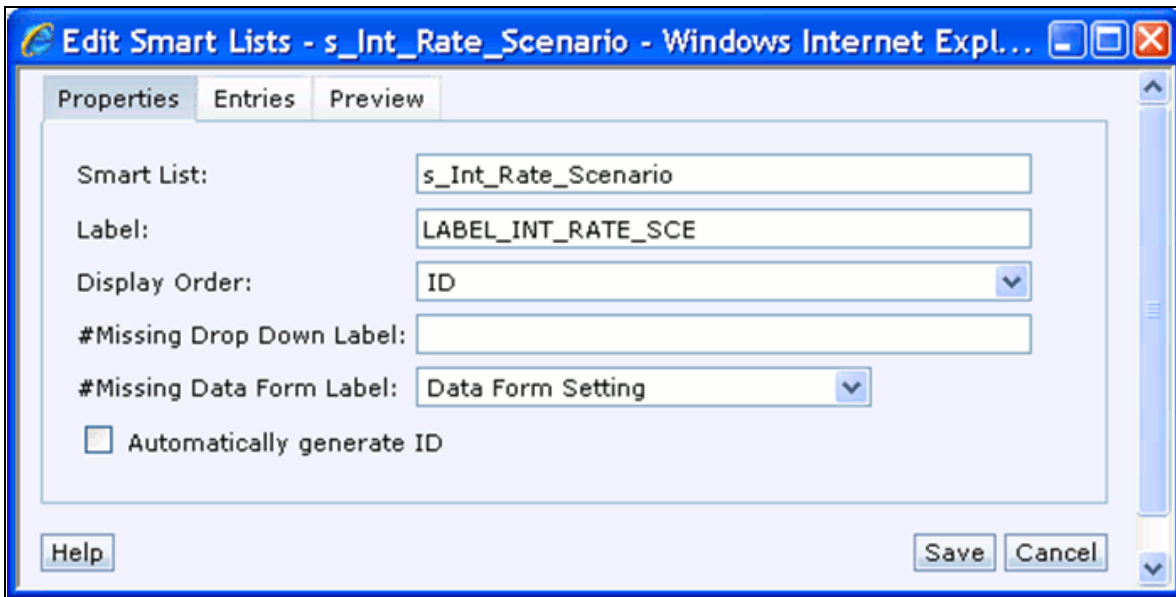 Edit Smart Lists - s_Int_Rate_Scenario - Windows Internet Expl...
Properties Entries Preview
Smart List: s_Int_Rate_Scenario
Label: LABEL_INT_RATE_SCE
Display Order: ID
#Missing Drop Down Label:
#Missing Data Form Label: Data Form Setting
Automatically generate ID
Help Save Cancel